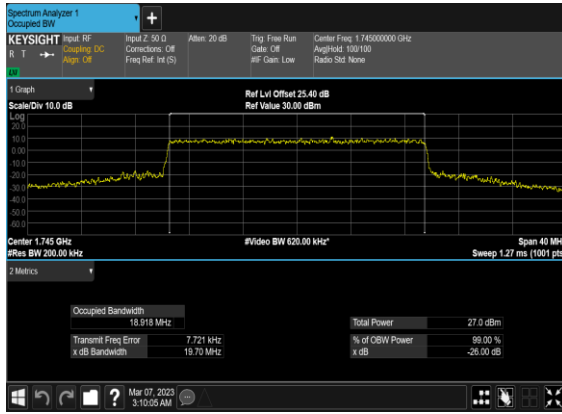 Spectrum Analyzer 1
Occupied BW
KEYSIGHT
R T
LXI
Input: RF
Coupling: DC
Align: Off
Input Z: 50 Ω
Corrections: Off
Freq Ref: Int (S)
Atten: 20 dB
Trig: Free Run
Gate: Off
#IF Gain: Low
Center Freq: 1.745000000 GHz
Avg|Hold: 100/100
Radio Std: None
1 Graph
Scale/Div 10.0 dB
Ref Lvl Offset 25.40 dB
Ref Value 30.00 dBm
Log
20.0
10.0
0.00
-10.0
-20.0
-30.0
-40.0
-50.0
-60.0
Center 1.745 GHz
#Res BW 200.00 kHz
#Video BW 620.00 kHz*
Span 40 MH
Sweep 1.27 ms (1001 pts
2 Metrics
Occupied Bandwidth
18.918 MHz
Transmit Freq Error 7.721 kHz
x dB Bandwidth 19.70 MHz
Total Power 27.0 dBm
% of OBW Power 99.00 %
x dB -26.00 dB
?
Mar 07, 2023
3:10:05 AM